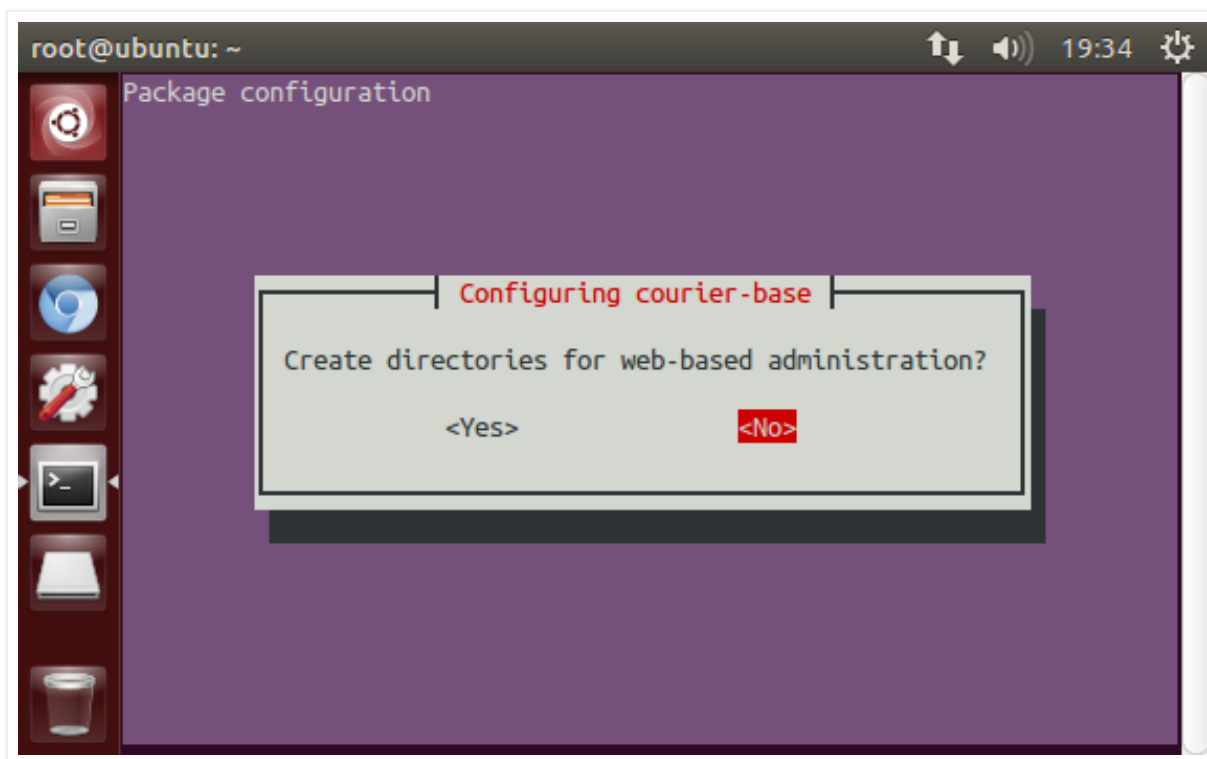 root@ubuntu: ~ 19:34
Package configuration
Configuring courier-base
Create directories for web-based administration?
<Yes> <No>
>_